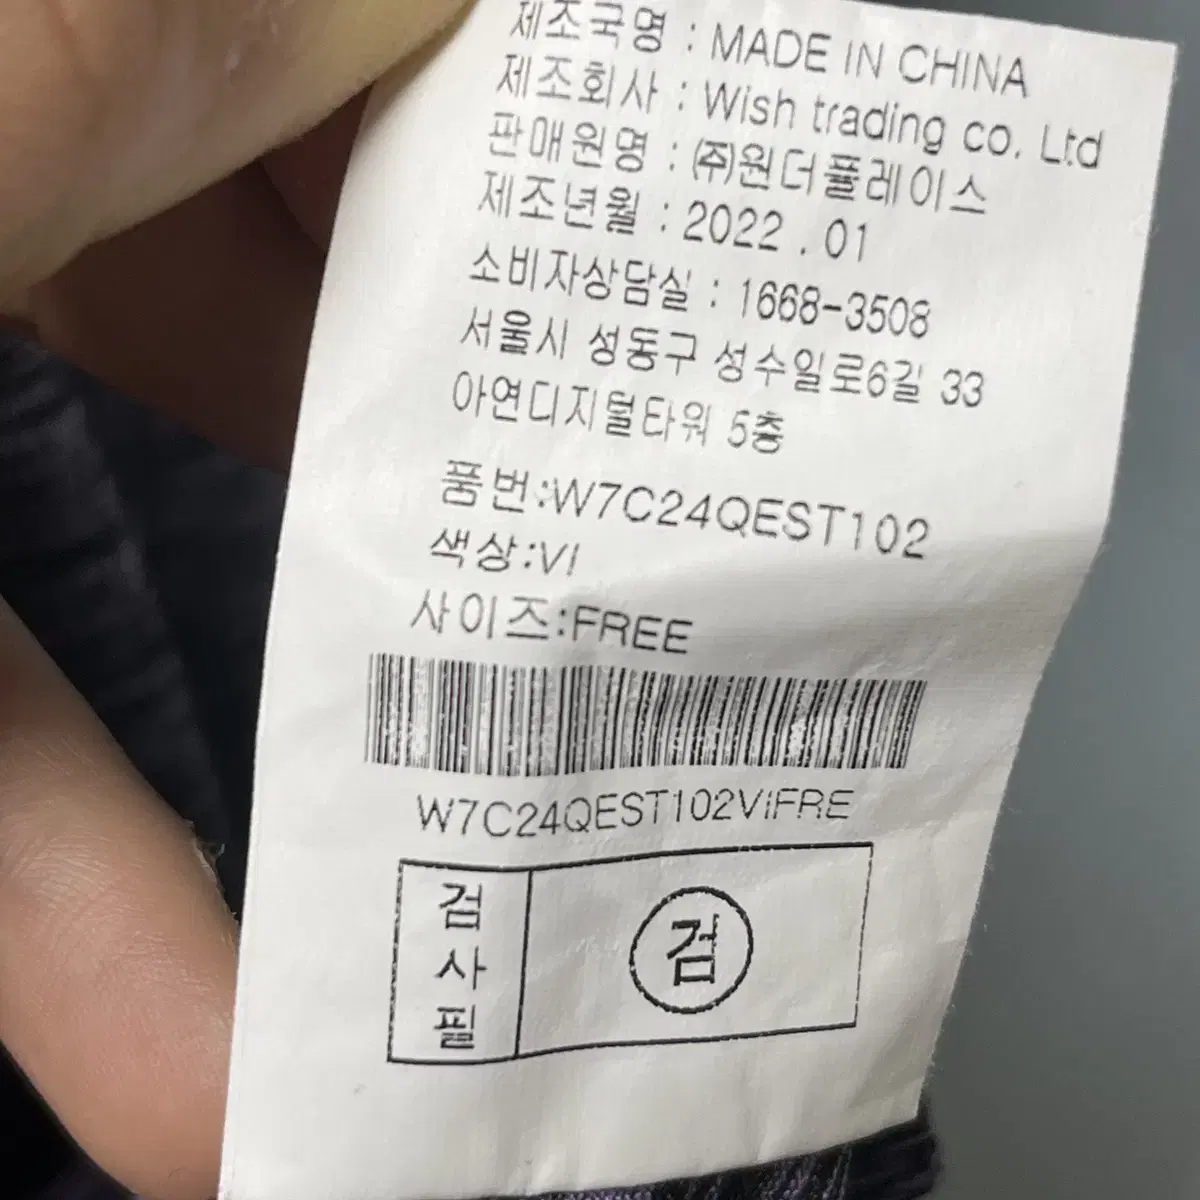 제조국명 : MADE IN CHINA
제조회사 : Wish trading co. Ltd
판매원명 : (주)원더플레이스
제조년월 : 2022 . 01
소비자상담실 : 1668-3508
서울시 성동구 성수일로6길 33
아연디지털타워 5층
품번:W7C24QEST102
색상:VI
사이즈:FREE
W7C24QEST102VIFRE
검사필
검